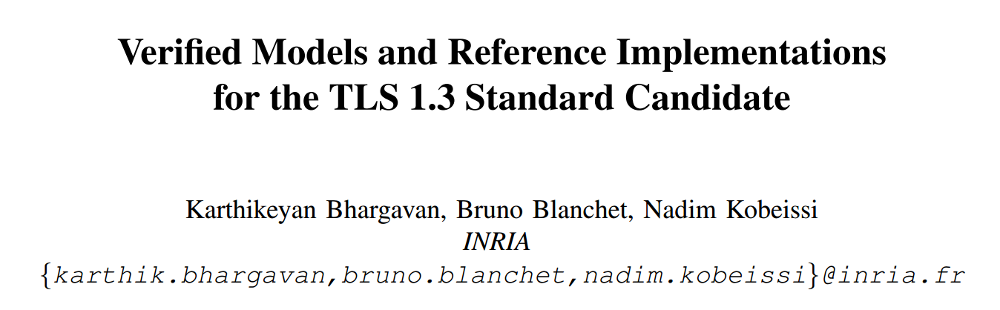 Verified Models and Reference Implementations
for the TLS 1.3 Standard Candidate
Karthikeyan Bhargavan, Bruno Blanchet, Nadim Kobeissi
INRIA
{karthik.bhargavan,bruno.blanchet,nadim.kobeissi}@inria.fr